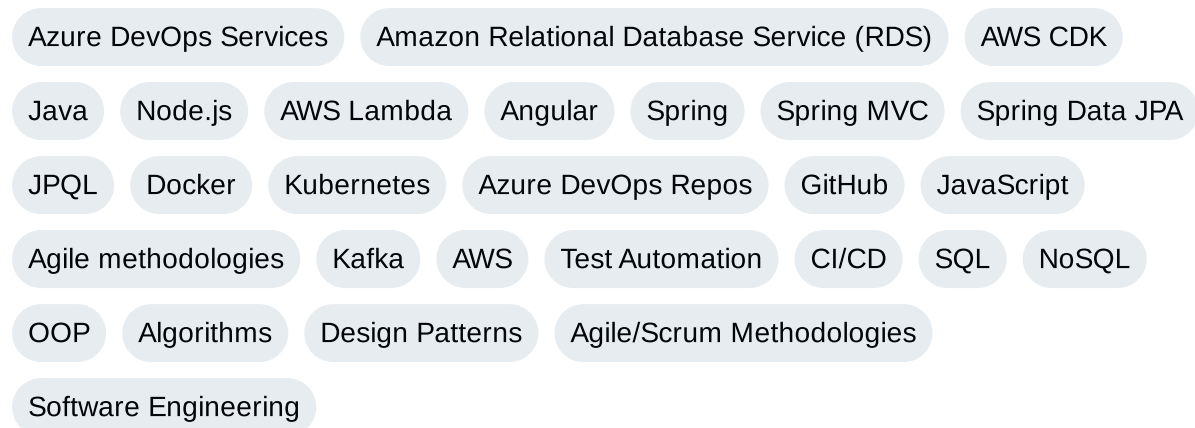 Azure DevOps Services Amazon Relational Database Service (RDS) AWS CDK
Java Node.js AWS Lambda Angular Spring Spring MVC Spring Data JPA
JPQL Docker Kubernetes Azure DevOps Repos GitHub JavaScript
Agile methodologies Kafka AWS Test Automation CI/CD SQL NoSQL
OOP Algorithms Design Patterns Agile/Scrum Methodologies
Software Engineering